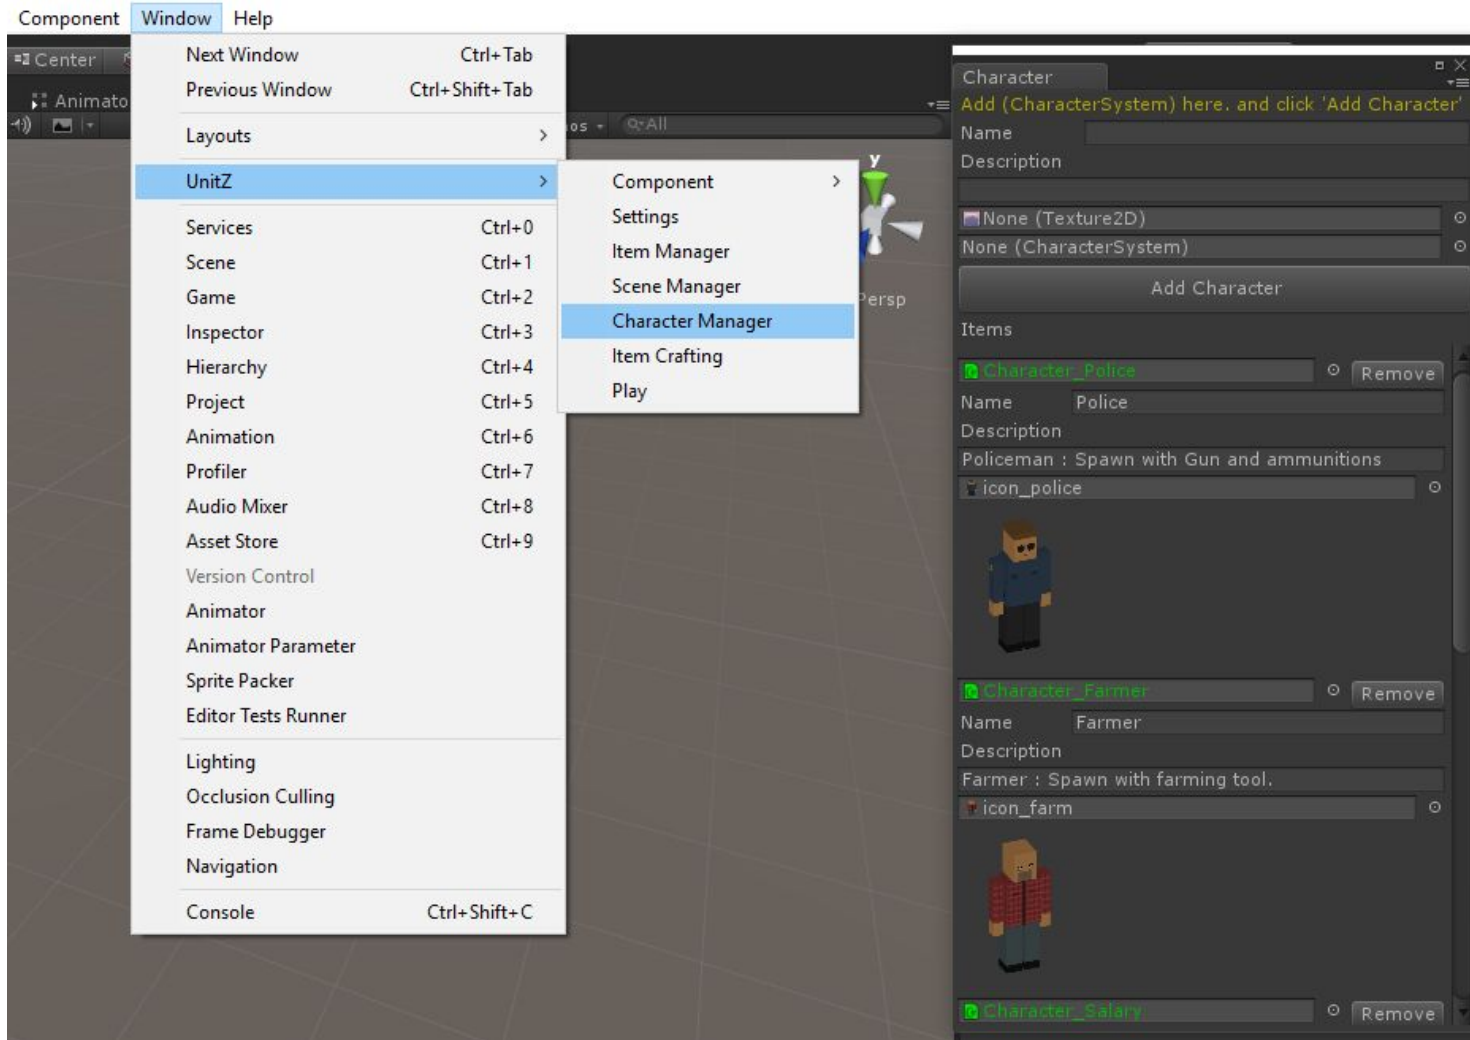 Component Window Help
Center
Animato
Next Window Ctrl+Tab
Previous Window Ctrl+Shift+Tab
Layouts >
UnitZ >
Services Ctrl+0
Scene Ctrl+1
Game Ctrl+2
Inspector Ctrl+3
Hierarchy Ctrl+4
Project Ctrl+5
Animation Ctrl+6
Profiler Ctrl+7
Audio Mixer Ctrl+8
Asset Store Ctrl+9
Version Control
Animator
Animator Parameter
Sprite Packer
Editor Tests Runner
Lighting
Occlusion Culling
Frame Debugger
Navigation
Console Ctrl+Shift+C
os All
y
Persp
Component >
Settings
Item Manager
Scene Manager
Character Manager
Item Crafting
Play
Character
Add (CharacterSystem) here. and click 'Add Character'
Name
Description
None (Texture2D)
None (CharacterSystem)
Add Character
Items
Character_Police Remove
Name Police
Description
Policeman : Spawn with Gun and ammunitions
icon_police
Character_Farmer Remove
Name Farmer
Description
Farmer : Spawn with farming tool.
icon_farm
Character_Salary Remove